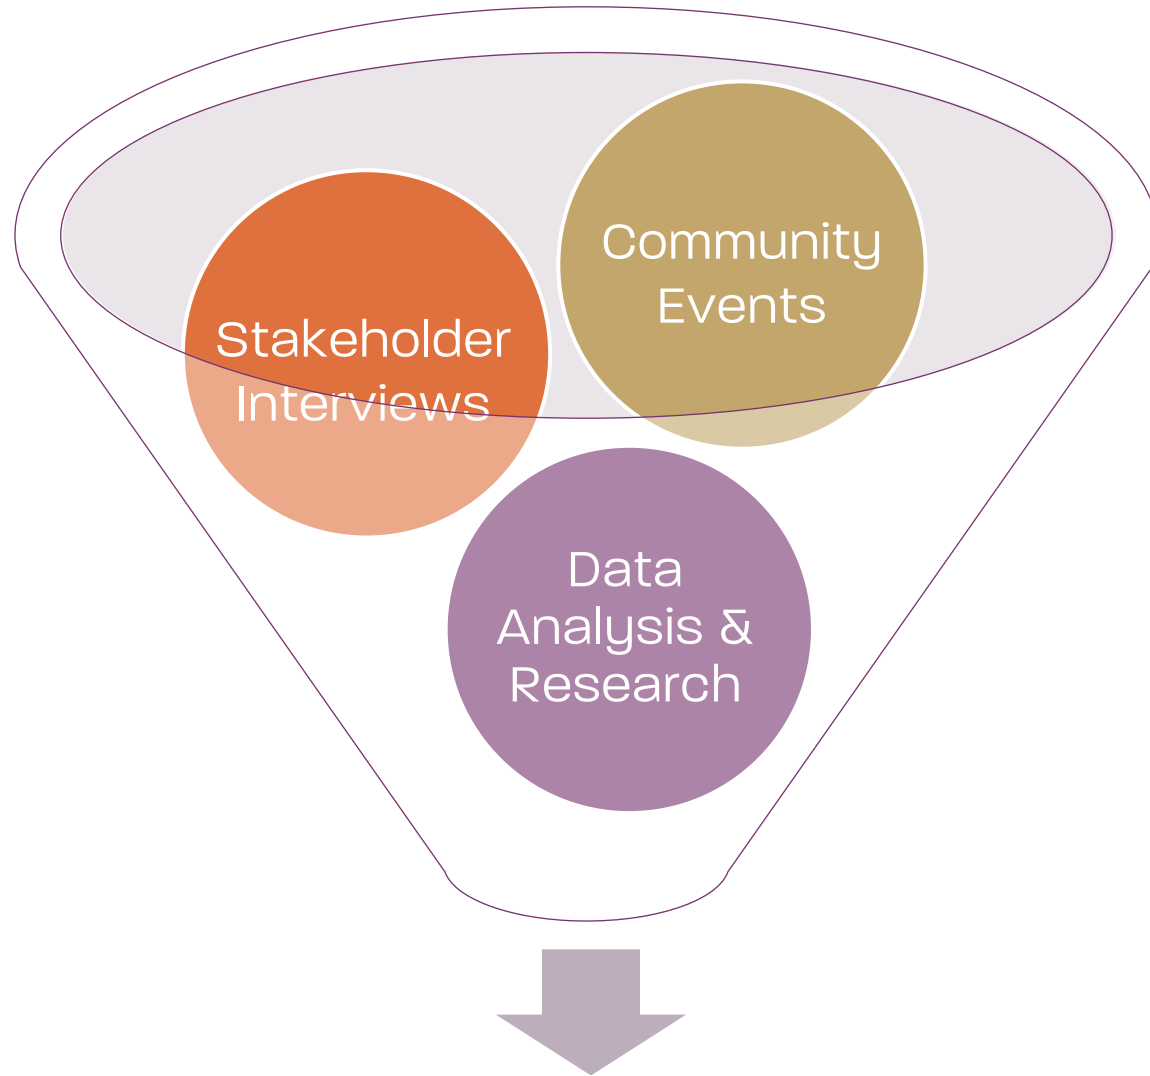 Community
Events
Stakeholder
Interviews
Data
Analysis &
Research